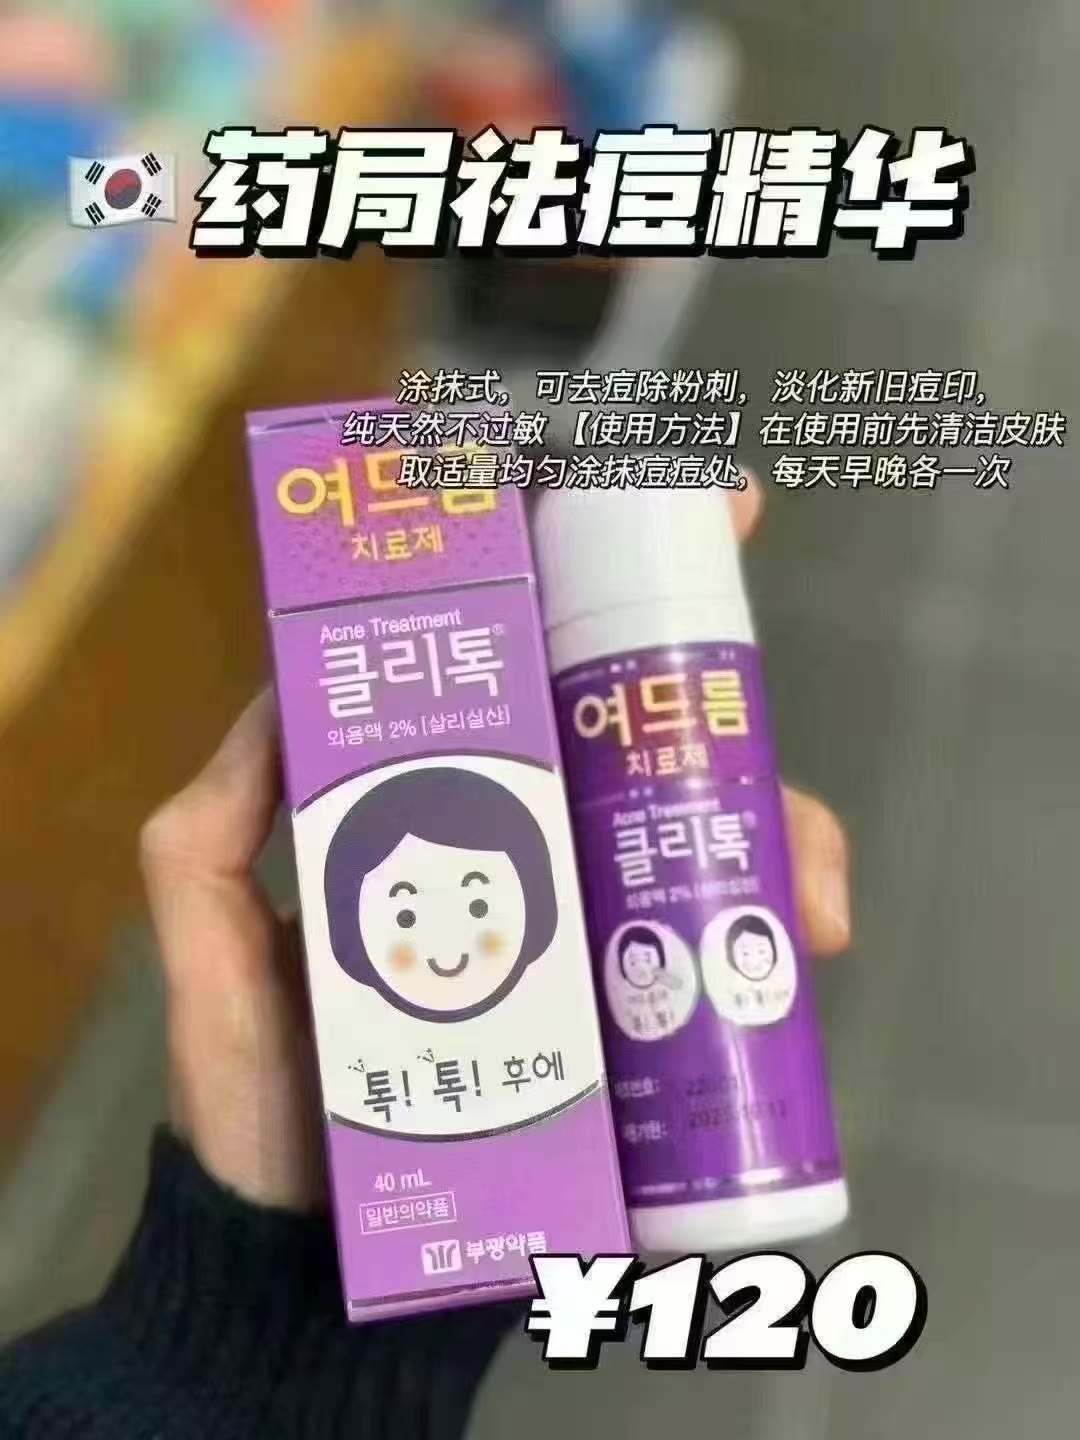 药局祛痘精华
涂抹式，可去痘除粉刺，淡化新旧痘印，
纯天然不过敏【使用方法】在使用前先清洁皮肤
取适量均匀涂抹痘痘处，每天早晚各一次
여드름
치료제
Acne Treatment
클리톡®
외용액 2% [살리실산]
톡! 톡! 후에
40 mL
일반의약품
부광약품
여드름
치료제
Acne Treatment
클리톡®
외용액 2%
¥120